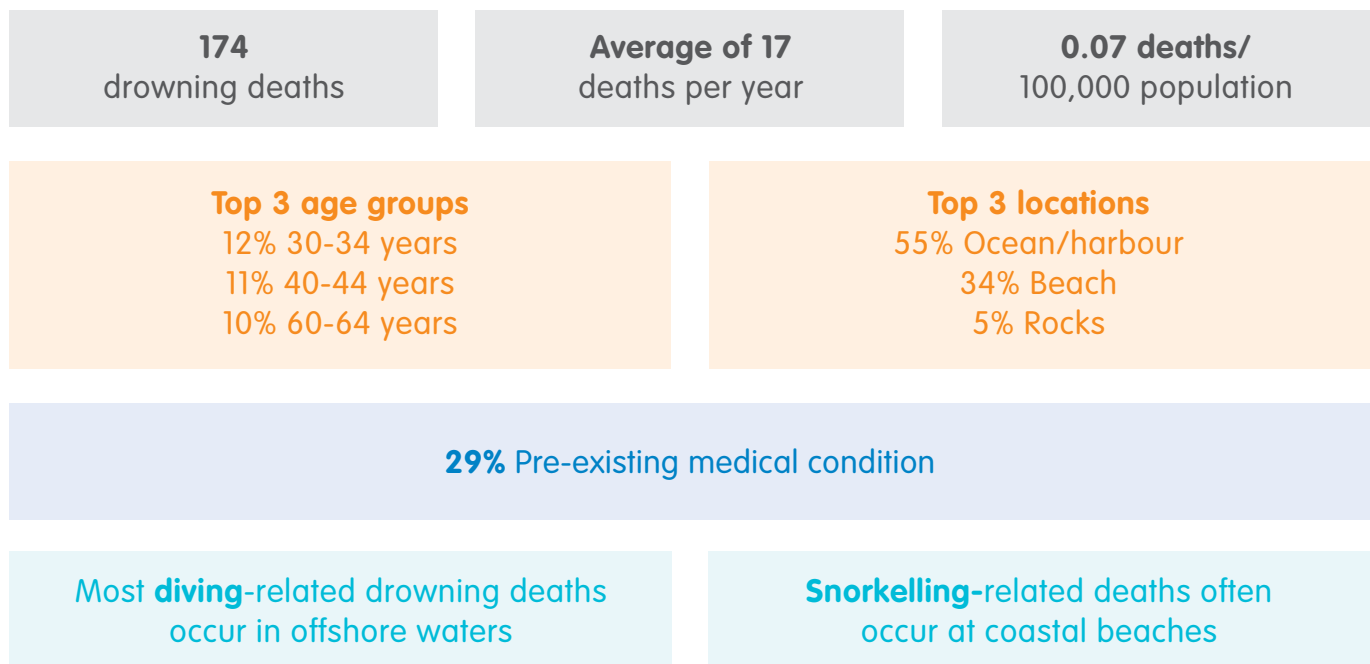 174
drowning deaths
Average of 17
deaths per year
0.07 deaths/
100,000 population
Top 3 age groups
12% 30-34 years
11% 40-44 years
10% 60-64 years
Top 3 locations
55% Ocean/harbour
34% Beach
5% Rocks
29% Pre-existing medical condition
Most diving-related drowning deaths
occur in offshore waters
Snorkelling-related deaths often
occur at coastal beaches